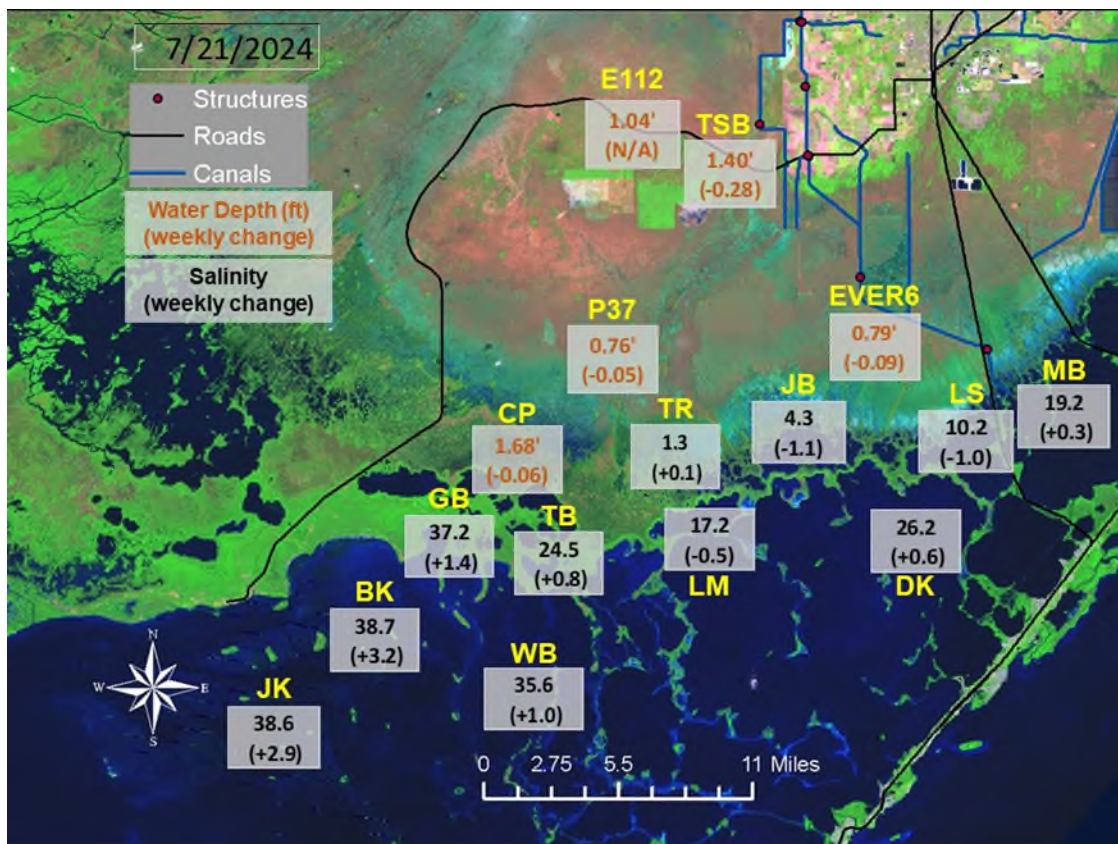 7/21/2024
Structures
Roads
Canals
Water Depth (ft)
(weekly change)
Salinity
(weekly change)
E112
1.04'
(N/A)
TSB
1.40'
(-0.28)
P37
0.76'
(-0.05)
EVER6
0.79'
(-0.09)
CP
1.68'
(-0.06)
TR
1.3
(+0.1)
JB
4.3
(-1.1)
LS
10.2
(-1.0)
MB
19.2
(+0.3)
GB
37.2
(+1.4)
TB
24.5
(+0.8)
17.2
(-0.5)
LM
26.2
(+0.6)
DK
BK
38.7
(+3.2)
WB
35.6
(+1.0)
JK
38.6
(+2.9)
N
W E
S
0 2.75 5.5 11 Miles